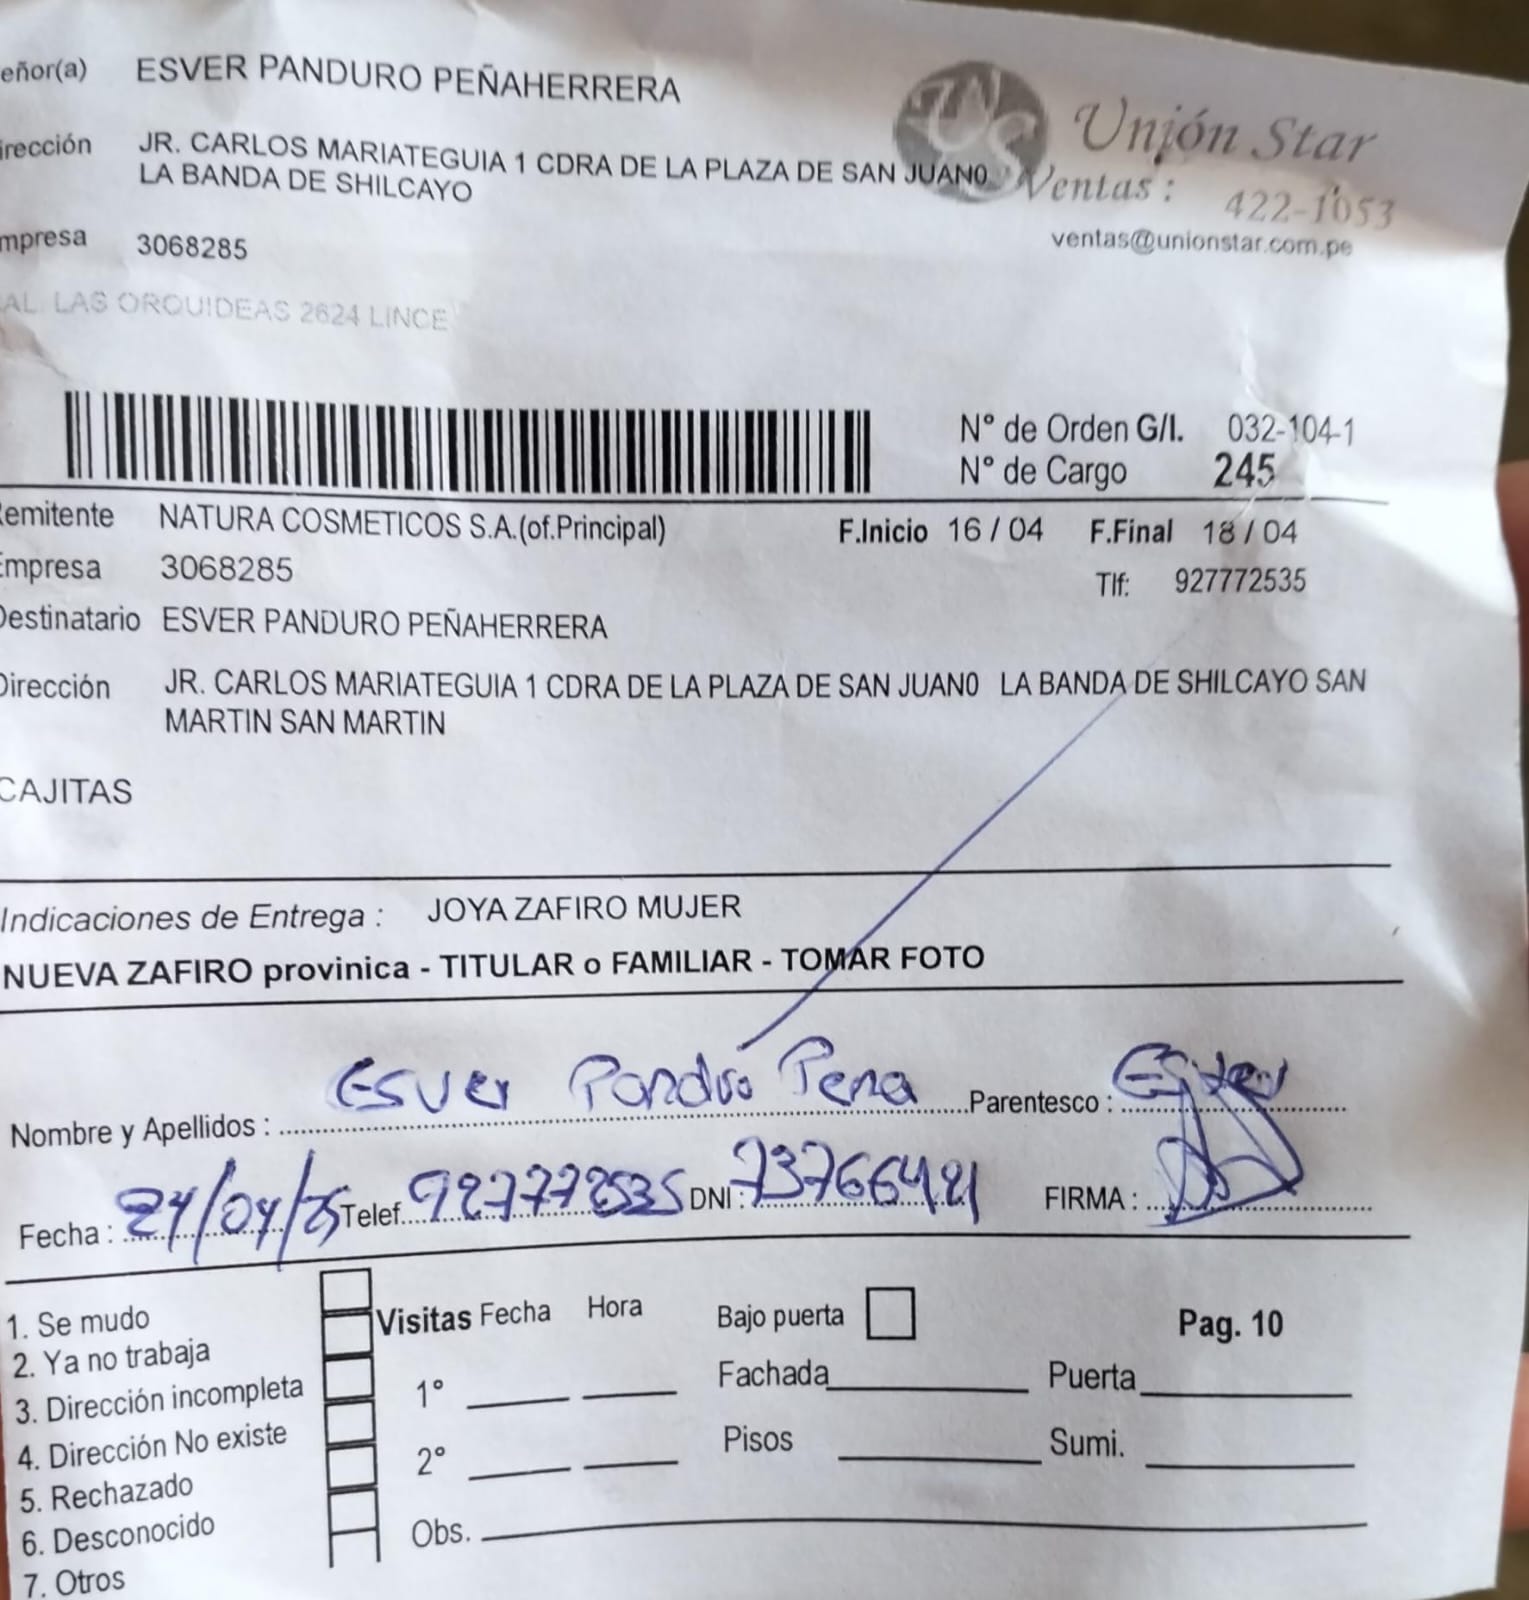 eñor(a) ESVER PANDURO PEÑAHERRERA
irección JR. CARLOS MARIATEGUIA 1 CDRA DE LA PLAZA DE SAN JUAN0
LA BANDA DE SHILCAYO
Unión Star
Ventas : 422-1053
ventas@unionstar.com.pe
mpresa 3068285
AL. LAS ORQUIDEAS 2624 LINCE
N° de Orden G/I. 032-104-1
N° de Cargo 245
Remitente NATURA COSMETICOS S.A.(of.Principal) F.Inicio 16 / 04 F.Final 18 / 04
Empresa 3068285 Tlf: 927772535
Destinatario ESVER PANDURO PEÑAHERRERA
Dirección JR. CARLOS MARIATEGUIA 1 CDRA DE LA PLAZA DE SAN JUAN0 LA BANDA DE SHILCAYO SAN
MARTIN SAN MARTIN
CAJITAS
Indicaciones de Entrega : JOYA ZAFIRO MUJER
NUEVA ZAFIRO provinica - TITULAR o FAMILIAR - TOMAR FOTO
Nombre y Apellidos : Esver Panduro Pena Parentesco : Esver
Fecha : 24/04/25 Telef. 927772535 DNI : 73766421 FIRMA :
1. Se mudo
2. Ya no trabaja
3. Dirección incompleta
4. Dirección No existe
5. Rechazado
6. Desconocido
7. Otros
Visitas Fecha Hora
1°
2°
Obs.
Bajo puerta Pag. 10
Fachada Puerta
Pisos Sumi.